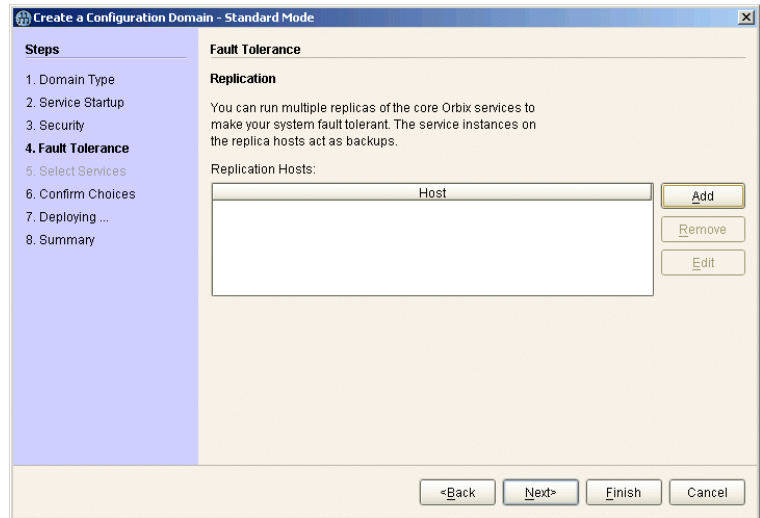 Create a Configuration Domain - Standard Mode
Steps
1. Domain Type
2. Service Startup
3. Security
4. Fault Tolerance
5. Select Services
6. Confirm Choices
7. Deploying ...
8. Summary
Fault Tolerance
Replication
You can run multiple replicas of the core Orbix services to
make your system fault tolerant. The service instances on
the replica hosts act as backups.
Replication Hosts:
Host
Add
Remove
Edit
<Back
Next>
Finish
Cancel